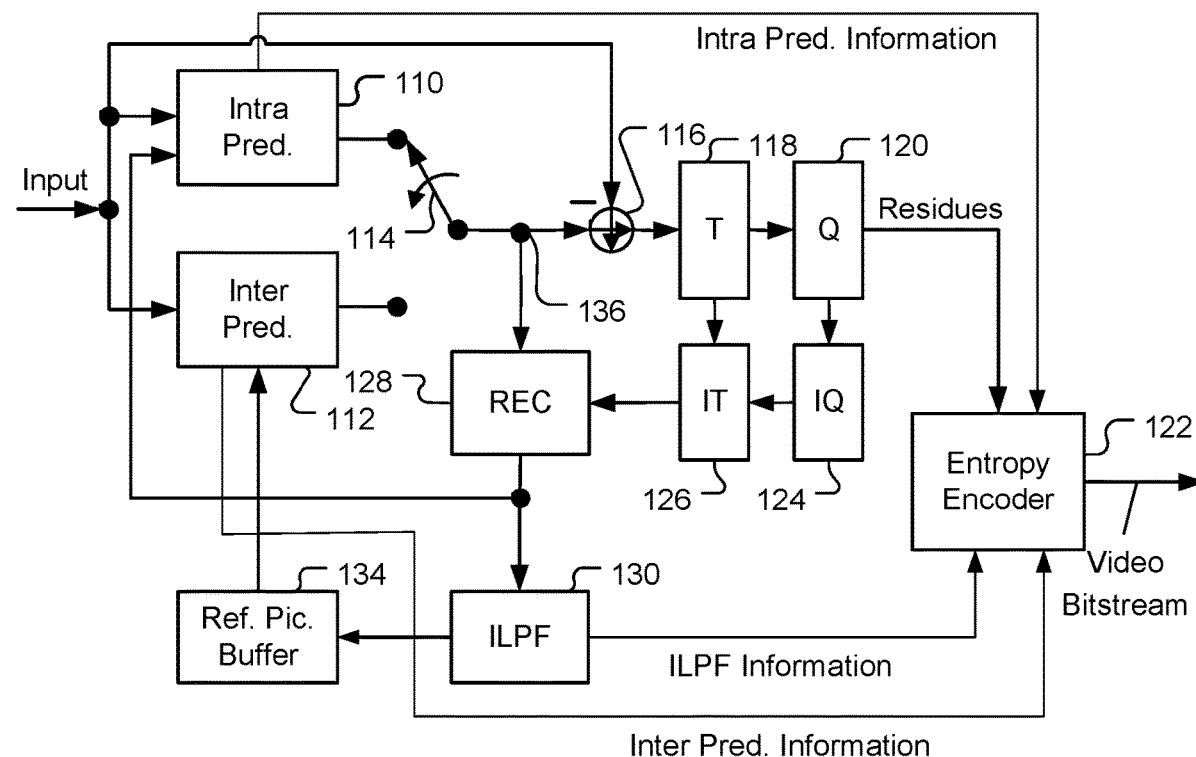 Intra Pred. Information
Intra
Pred.
110
116
118
120
Input
114
T
Q
Residues
Inter
Pred.
136
112
128
REC
IT
IQ
126
124
Entropy
Encoder
122
Video
Bitstream
134
Ref. Pic.
Buffer
130
ILPF
ILPF Information
Inter Pred. Information